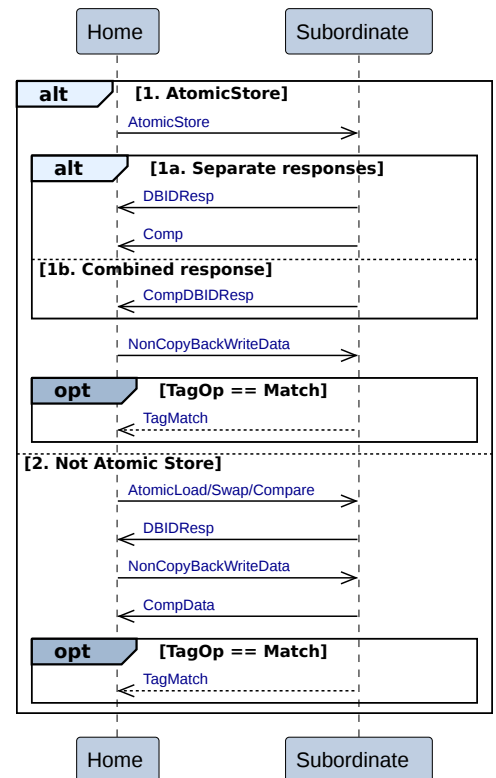 Home Subordinate
alt [1. AtomicStore]
AtomicStore
alt [1a. Separate responses]
DBIDResp
Comp
[1b. Combined response]
CompDBIDResp
NonCopyBackWriteData
opt [TagOp == Match]
TagMatch
[2. Not Atomic Store]
AtomicLoad/Swap/Compare
DBIDResp
NonCopyBackWriteData
CompData
opt [TagOp == Match]
TagMatch
Home Subordinate